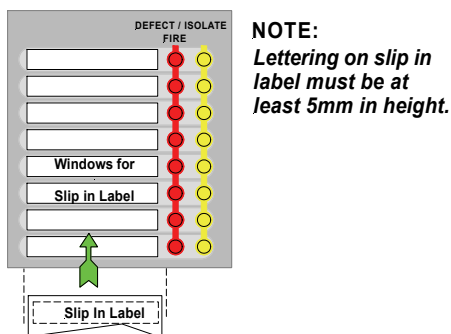 DEFECT / ISOLATE
FIRE
Windows for
Slip in Label
Slip In Label
NOTE:
Lettering on slip in
label must be at
least 5mm in height.